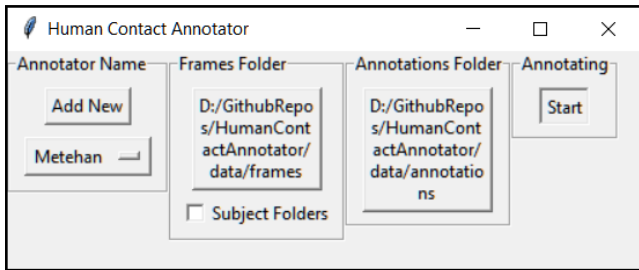 Human Contact Annotator
Annotator Name
Add New
Metehan
Frames Folder
D:/GithubRepo
s/HumanCont
actAnnotator/
data/frames
Subject Folders
Annotations Folder
D:/GithubRepo
s/HumanCont
actAnnotator/
data/annotatio
ns
Annotating
Start